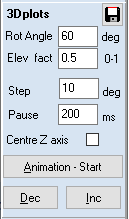 3Dplots
Rot Angle 60 deg
Elev fact 0.5 0-1
Step 10 deg
Pause 200 ms
Centre Z axis
Animation - Start
Dec Inc